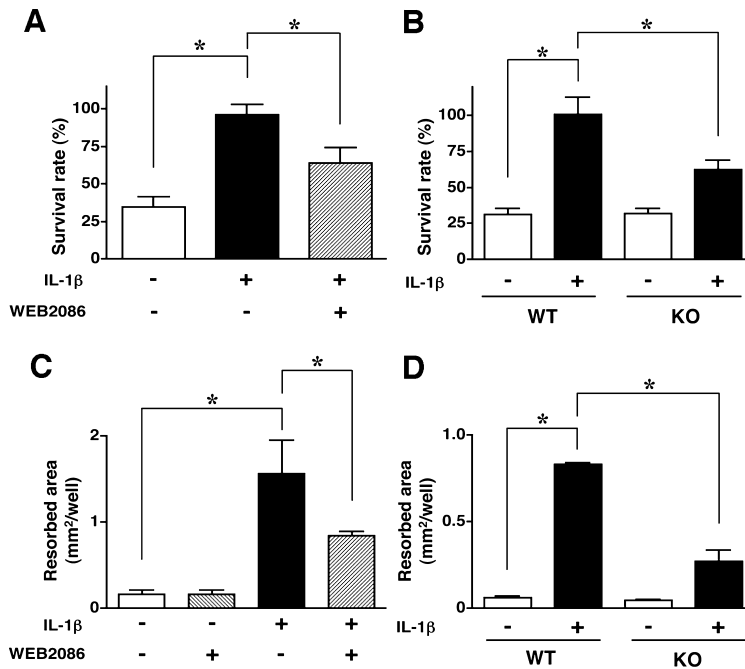 A
*
*
Survival rate (%)
100
75
50
25
0
IL-1β - + +
WEB2086 - - +
B
*
*
Survival rate (%)
100
75
50
25
0
IL-1β - + - +
WT KO
C
*
*
Resorbed area
(mm²/well)
2
1
0
IL-1β - - + +
WEB2086 - + - +
D
*
*
Resorbed area
(mm²/well)
1.0
0.5
0
IL-1β - + - +
WT KO